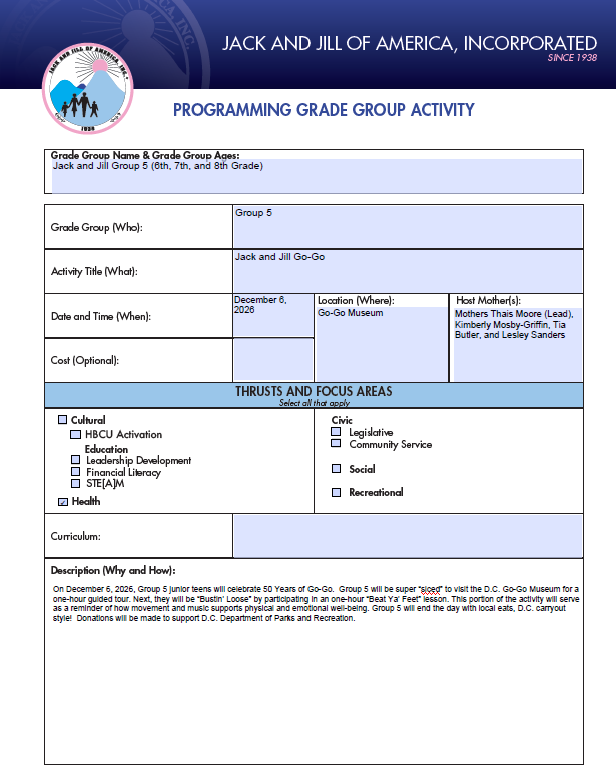 JACK AND JILL OF AMERICA, INCORPORATED
SINCE 1938
JACK AND JILL OF AMERICA, INC.
1938
PROGRAMMING GRADE GROUP ACTIVITY
Grade Group Name & Grade Group Ages:
Jack and Jill Group 5 (6th, 7th, and 8th Grade)
Grade Group (Who):
Group 5
Activity Title (What):
Jack and Jill Go-Go
Date and Time (When):
December 6,
2026
Location (Where):
Go-Go Museum
Host Mother(s):
Mothers Thais Moore (Lead),
Kimberly Mosby-Griffin, Tia
Butler, and Lesley Sanders
Cost (Optional):
THRUSTS AND FOCUS AREAS
Select all that apply
Cultural
HBCU Activation
Education
Leadership Development
Financial Literacy
STE[A]M
Health
Civic
Legislative
Community Service
Social
Recreational
Curriculum:
Description (Why and How):
On December 6, 2026, Group 5 junior teens will celebrate 50 Years of Go-Go. Group 5 will be super "siced" to visit the D.C. Go-Go Museum for a
one-hour guided tour. Next, they will be "Bustin' Loose" by participating in an one-hour "Beat Ya' Feet" lesson. This portion of the activity will serve
as a reminder of how movement and music supports physical and emotional well-being. Group 5 will end the day with local eats, D.C. carryout
style! Donations will be made to support D.C. Department of Parks and Recreation.